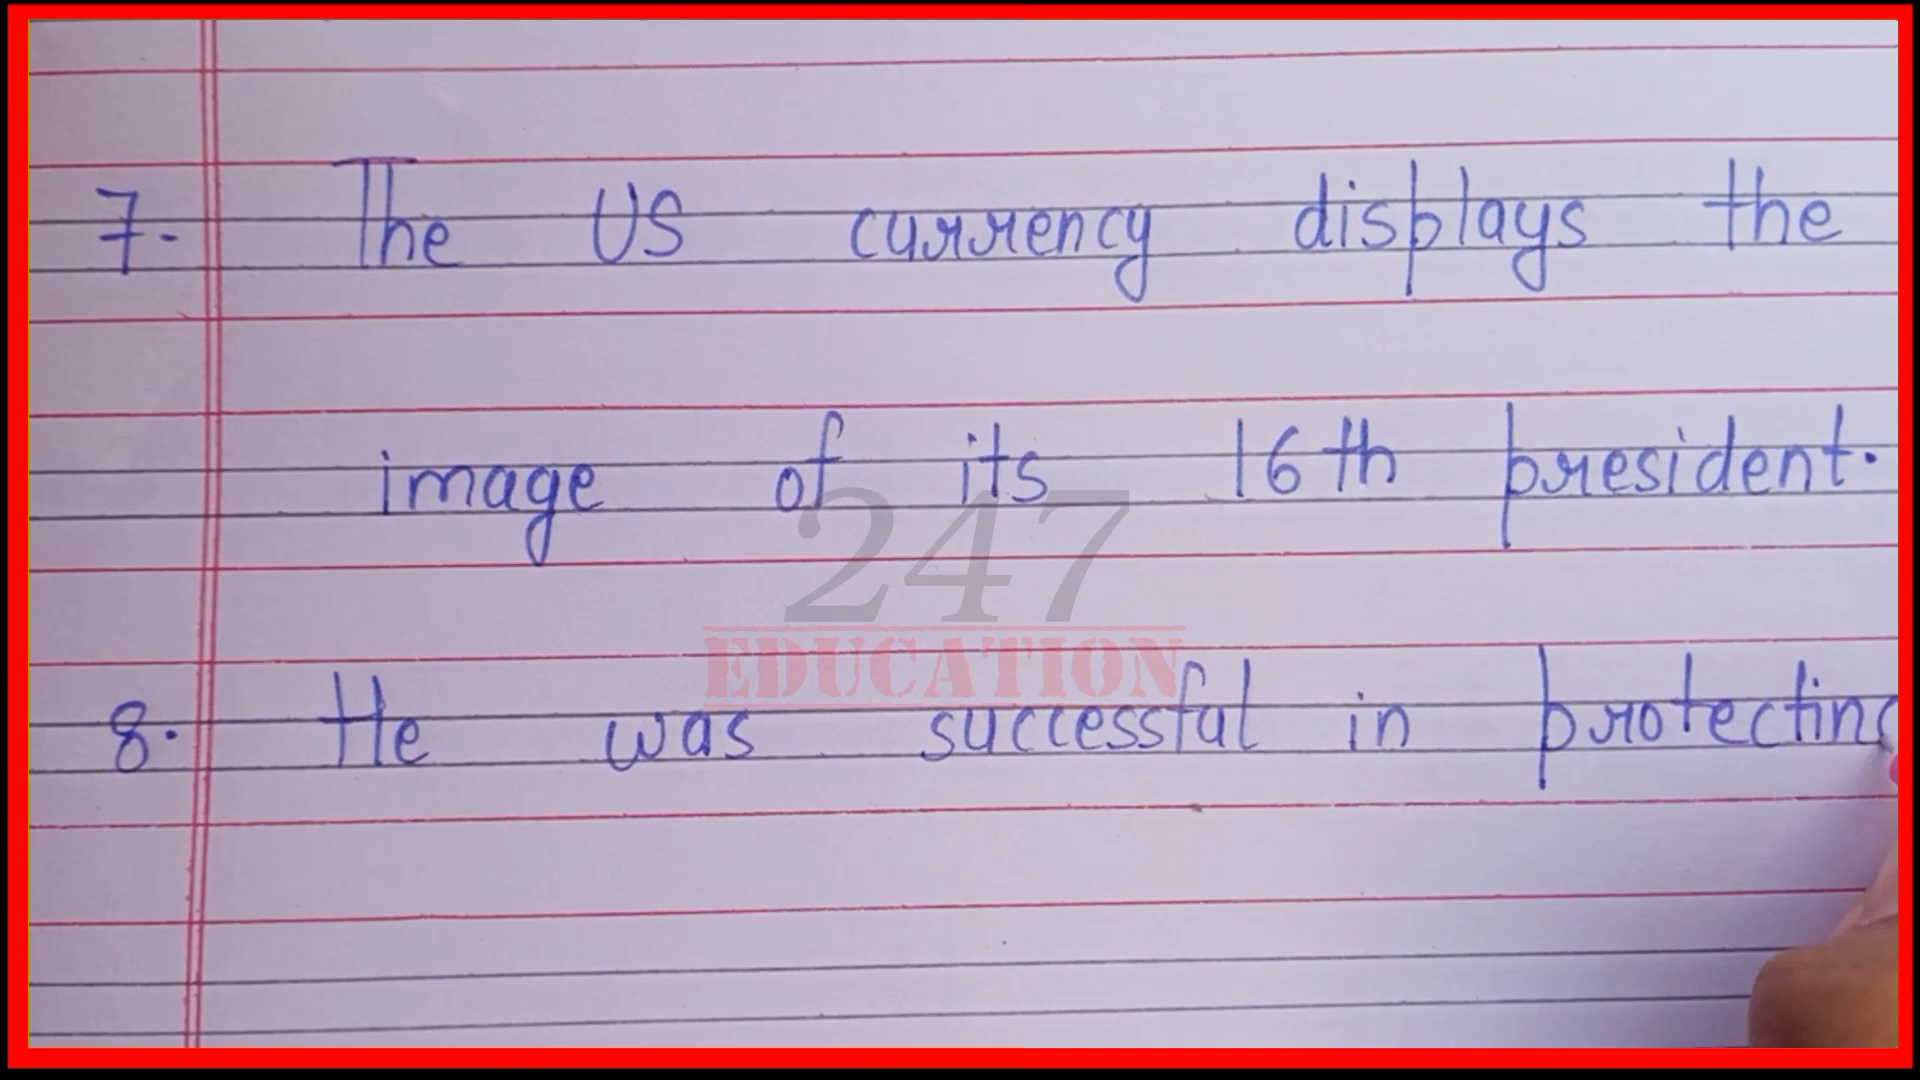 7. The US currency displays the
image of its 16th president.
247
EDUCATION
8. He was successful in protecting